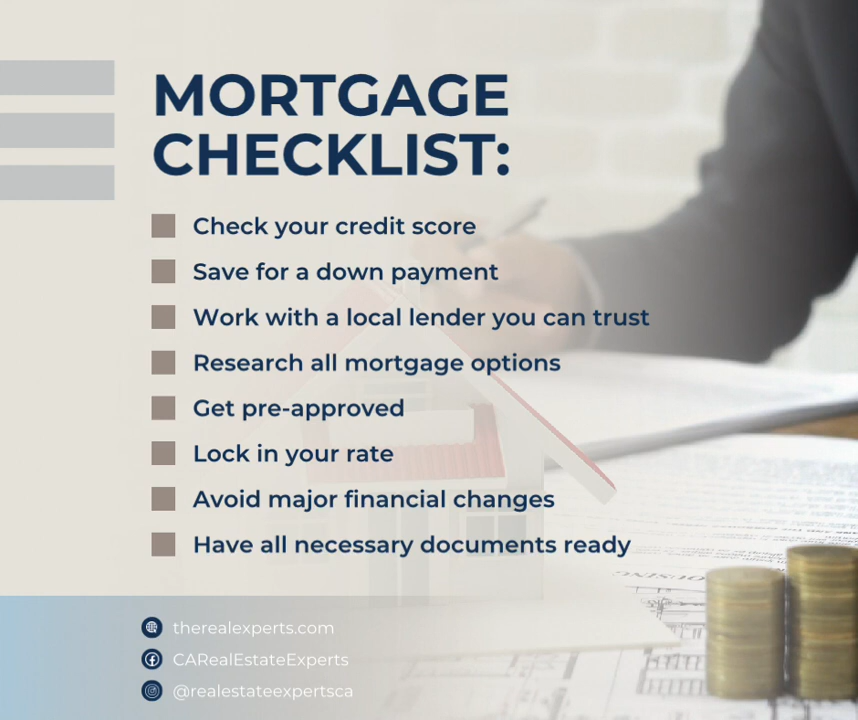 MORTGAGE
CHECKLIST:
Check your credit score
Save for a down payment
Work with a local lender you can trust
Research all mortgage options
Get pre-approved
Lock in your rate
Avoid major financial changes
Have all necessary documents ready
therealexperts.com
CARealEstateExperts
@realestateexpertsca